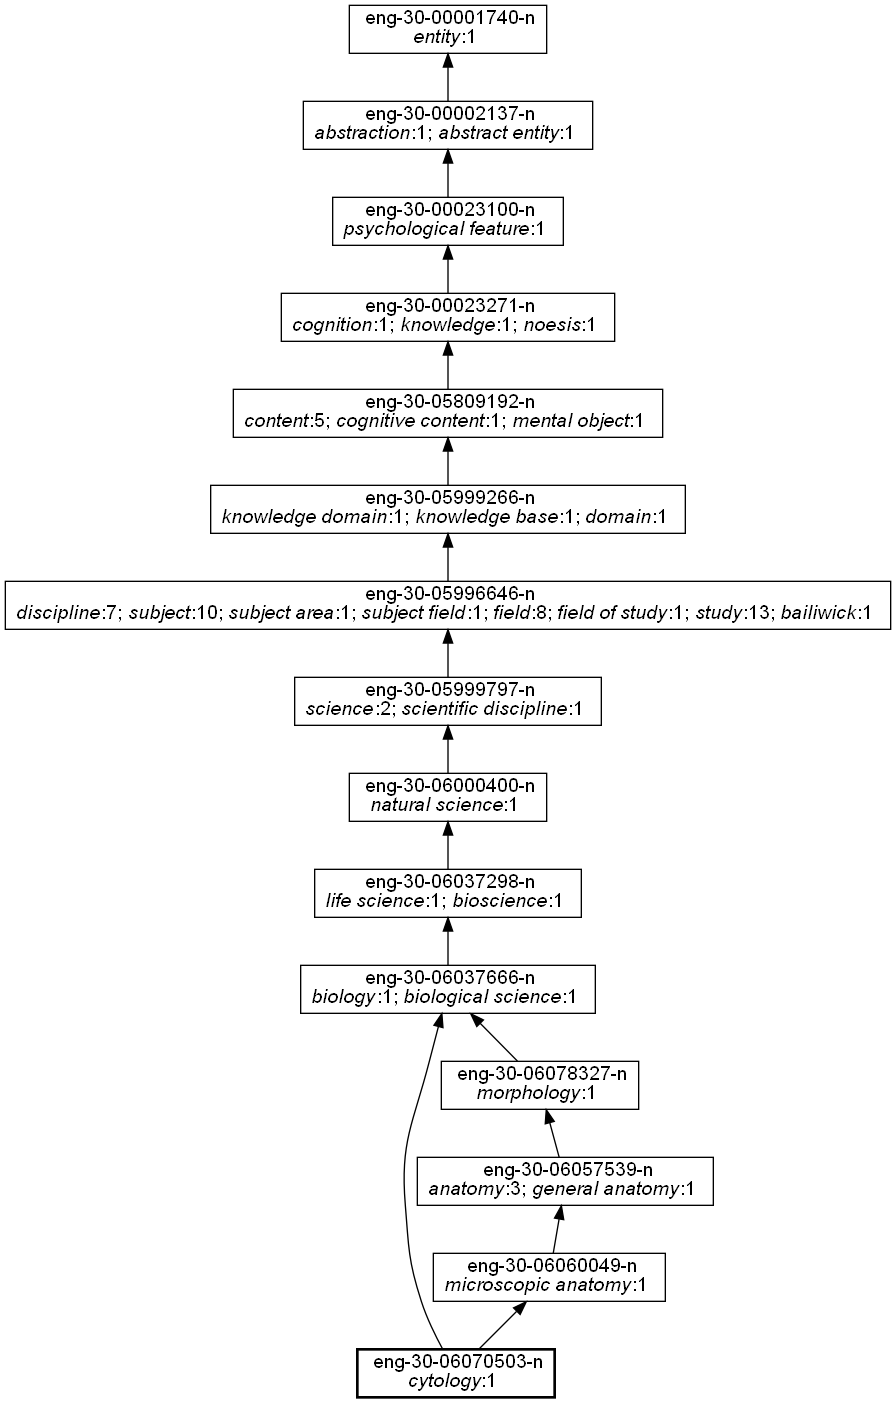 eng-30-00001740-n
entity:1
eng-30-00002137-n
abstraction:1; abstract entity:1
eng-30-00023100-n
psychological feature:1
eng-30-00023271-n
cognition:1; knowledge:1; noesis:1
eng-30-05809192-n
content:5; cognitive content:1; mental object:1
eng-30-05999266-n
knowledge domain:1; knowledge base:1; domain:1
eng-30-05996646-n
discipline:7; subject:10; subject area:1; subject field:1; field:8; field of study:1; study:13; bailiwick:1
eng-30-05999797-n
science:2; scientific discipline:1
eng-30-06000400-n
natural science:1
eng-30-06037298-n
life science:1; bioscience:1
eng-30-06037666-n
biology:1; biological science:1
eng-30-06078327-n
morphology:1
eng-30-06057539-n
anatomy:3; general anatomy:1
eng-30-06060049-n
microscopic anatomy:1
eng-30-06070503-n
cytology:1